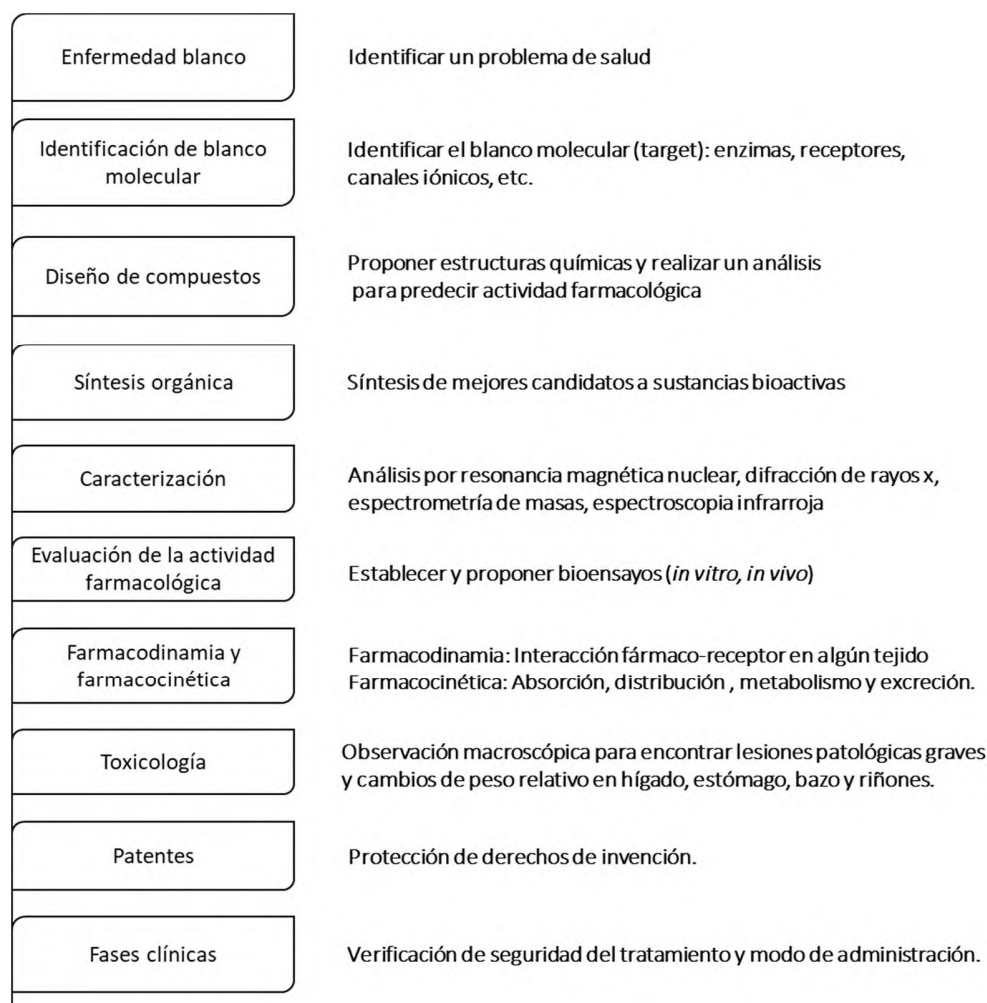 Enfermedad blanco
Identificar un problema de salud
Identificación de blanco
molecular
Identificar el blanco molecular (target): enzimas, receptores,
canales iónicos, etc.
Diseño de compuestos
Proponer estructuras químicas y realizar un análisis
para predecir actividad farmacológica
Síntesis orgánica
Síntesis de mejores candidatos a sustancias bioactivas
Caracterización
Análisis por resonancia magnética nuclear, difracción de rayos x,
espectrometría de masas, espectroscopia infrarroja
Evaluación de la actividad
farmacológica
Establecer y proponer bioensayos (in vitro, in vivo)
Farmacodinamia y
farmacocinética
Farmacodinamia: Interacción fármaco-receptor en algún tejido
Farmacocinética: Absorción, distribución , metabolismo y excreción.
Toxicología
Observación macroscópica para encontrar lesiones patológicas graves
y cambios de peso relativo en hígado, estómago, bazo y riñones.
Patentes
Protección de derechos de invención.
Fases clínicas
Verificación de seguridad del tratamiento y modo de administración.